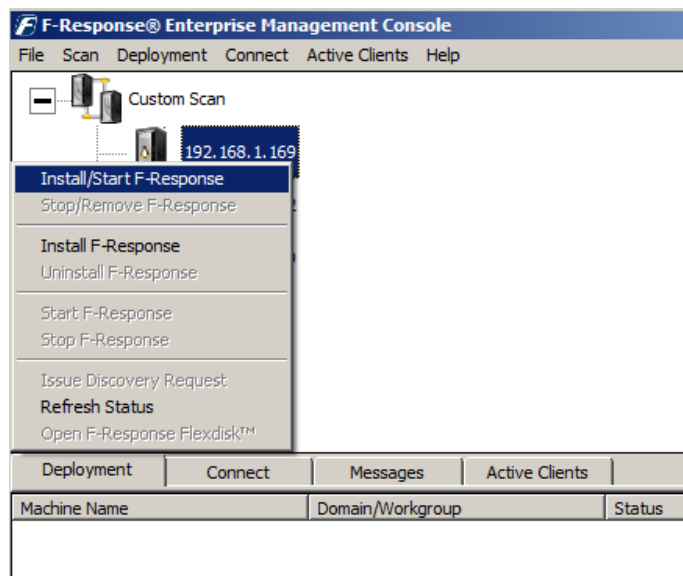 F-Response® Enterprise Management Console
File Scan Deployment Connect Active Clients Help
Custom Scan
192.168.1.169
Install/Start F-Response
Stop/Remove F-Response
Install F-Response
Uninstall F-Response
Start F-Response
Stop F-Response
Issue Discovery Request
Refresh Status
Open F-Response Flexdisk™
Deployment Connect Messages Active Clients
Machine Name Domain/Workgroup Status